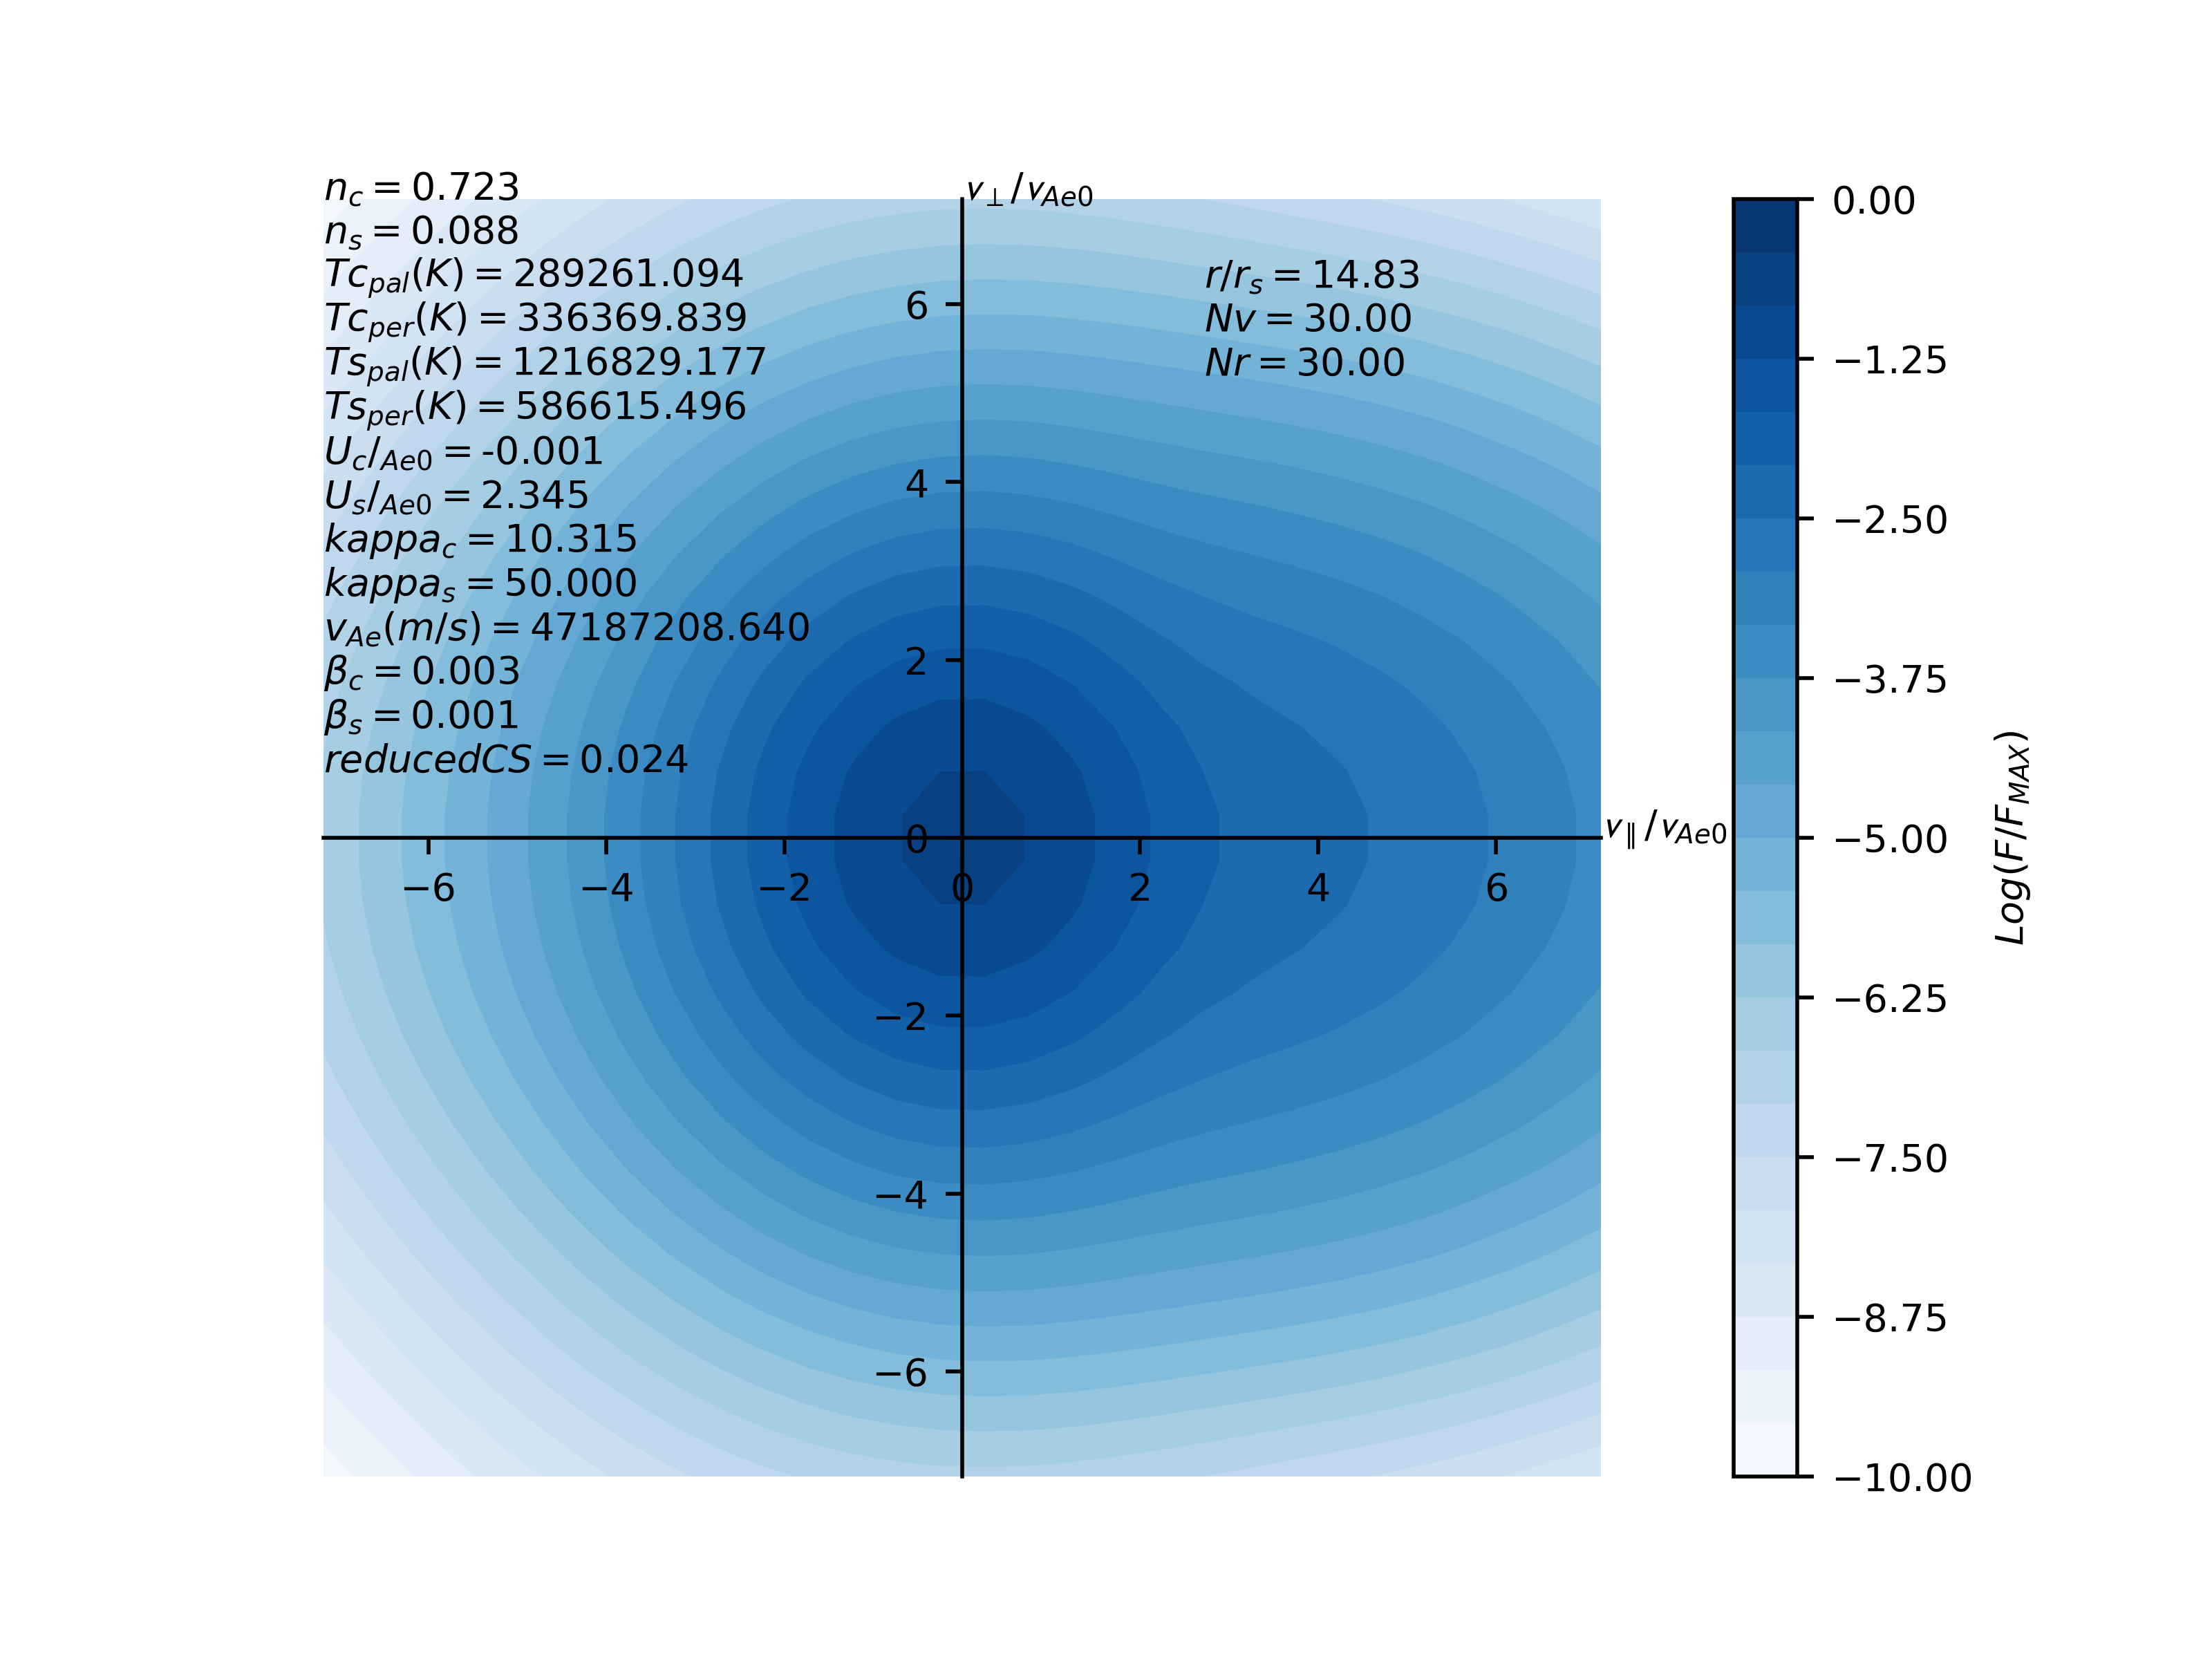 n_c = 0.723
n_s = 0.088
Tc_pal(K) = 289261.094
Tc_per(K) = 336369.839
Ts_pal(K) = 1216829.177
Ts_per(K) = 586615.496
U_c/_Ae0 = -0.001
U_s/_Ae0 = 2.345
kappa_c = 10.315
kappa_s = 50.000
v_Ae(m/s) = 47187208.640
β_c = 0.003
β_s = 0.001
reducedCS = 0.024
v_⊥/v_Ae0
r/r_s = 14.83
Nv = 30.00
Nr = 30.00
6
4
2
0
−2
−4
−6
−6 −4 −2 0 2 4 6
v_∥/v_Ae0
0.00
−1.25
−2.50
−3.75
−5.00
−6.25
−7.50
−8.75
−10.00
Log(F/F_MAX)